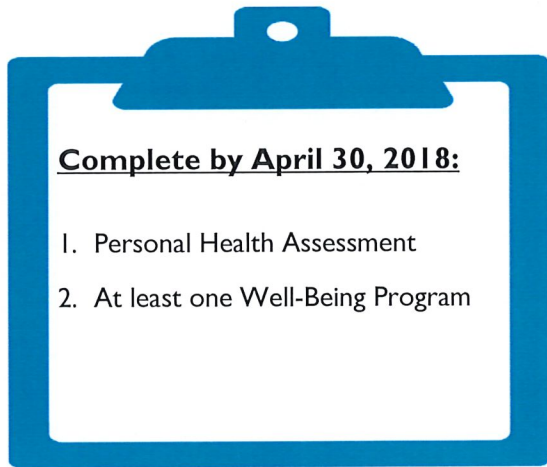 Complete by April 30, 2018:
1. Personal Health Assessment
2. At least one Well-Being Program